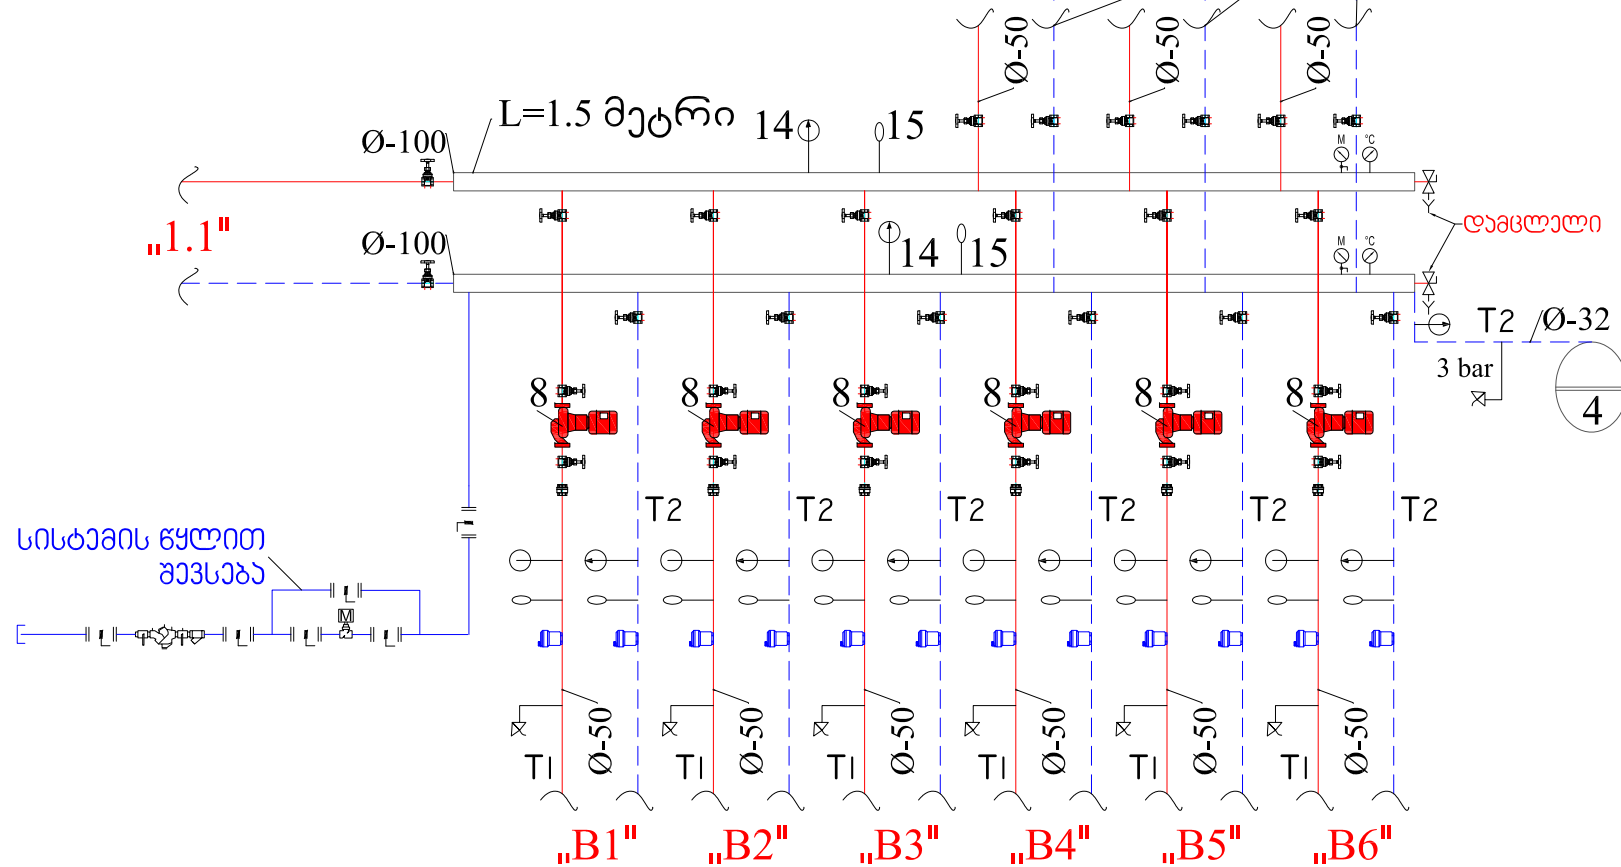 Ø-50 Ø-50 Ø-50
L=1.5 მეტრი 14 15
Ø-100 M °C
„1.1" დამცლელი
Ø-100 14 15 M °C
T2 Ø-32
3 bar
4
8 8 8 8 8 8
T2 T2 T2 T2 T2 T2
სისტემის წყლით
შევსება
M
Ø-50 Ø-50 Ø-50 Ø-50 Ø-50 Ø-50
T1 T1 T1 T1 T1 T1
„B1" „B2" „B3" „B4" „B5" „B6"